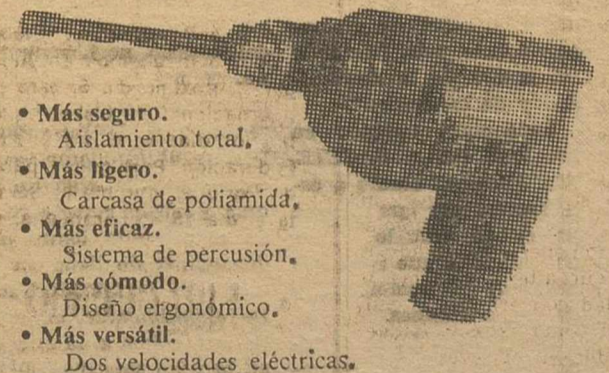 • Más seguro.
Aislamiento total.
• Más ligero.
Carcasa de poliamida.
• Más eficaz.
Sistema de percusión.
• Más cómodo.
Diseño ergonómico.
• Más versátil.
Dos velocidades eléctricas.